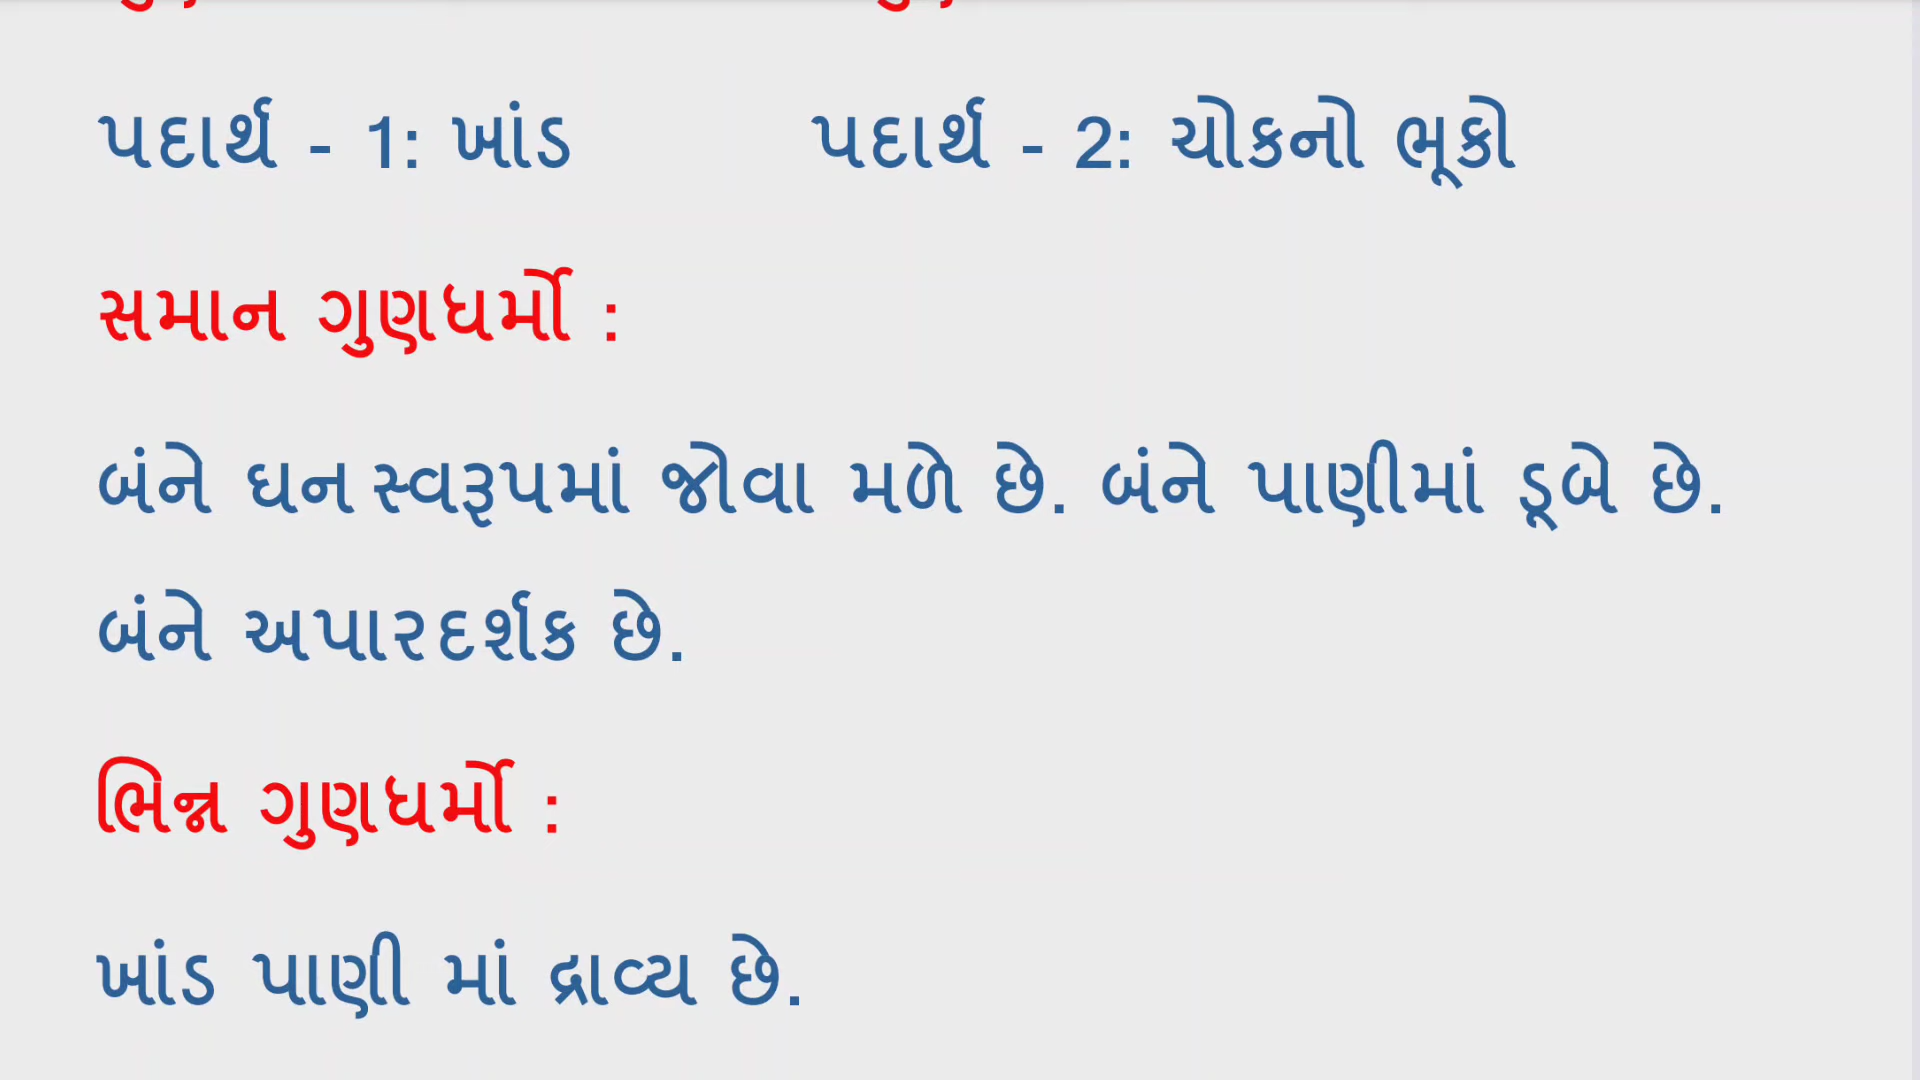 પદાર્થ - 1: ખાંડ પદાર્થ - 2: ચોકનો ભૂકો
સમાન ગુણધર્મો :
બંને ઘન સ્વરૂપમાં જોવા મળે છે. બંને પાણીમાં ડૂબે છે.
બંને અપારદર્શક છે.
ભિન્ન ગુણધર્મો :
ખાંડ પાણી માં દ્રાવ્ય છે.